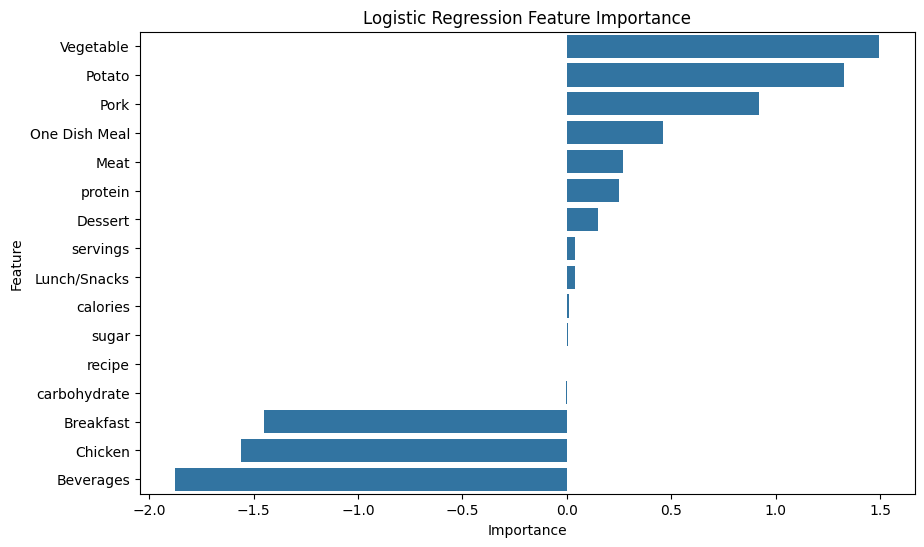 Logistic Regression Feature Importance
Vegetable
Potato
Pork
One Dish Meal
Meat
protein
Dessert
servings
Lunch/Snacks
calories
sugar
recipe
carbohydrate
Breakfast
Chicken
Beverages
Feature
−2.0 −1.5 −1.0 −0.5 0.0 0.5 1.0 1.5
Importance